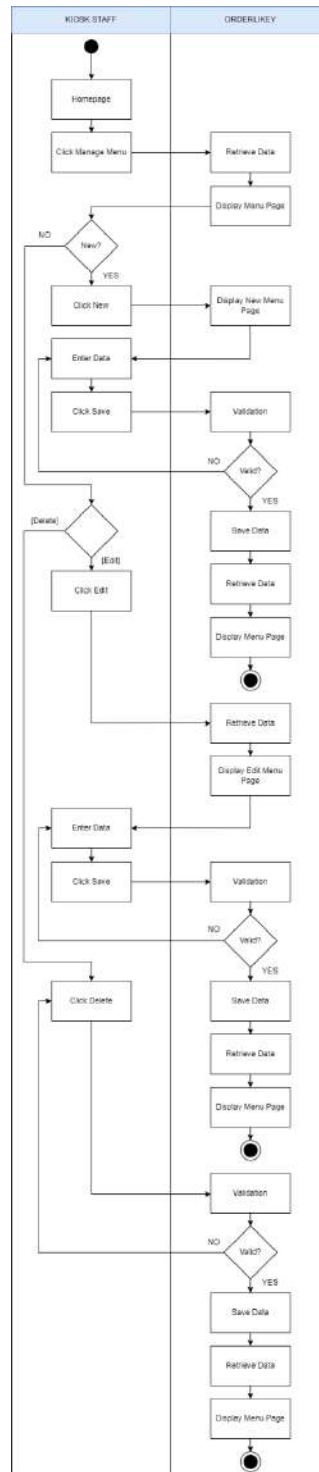 KIOSK STAFF
ORDERLIKEY
Homepage
Click Manage Menu
Retrieve Data
Display Menu Page
NO
New?
YES
Click New
Display New Menu
Page
Enter Data
Click Save
Validation
NO
Valid?
YES
[Delete]
Save Data
[Edit]
Click Edit
Retrieve Data
Display Menu Page
Retrieve Data
Display Edit Menu
Page
Enter Data
Click Save
Validation
NO
Valid?
YES
Click Delete
Save Data
Retrieve Data
Display Menu Page
Validation
NO
Valid?
YES
Save Data
Retrieve Data
Display Menu Page